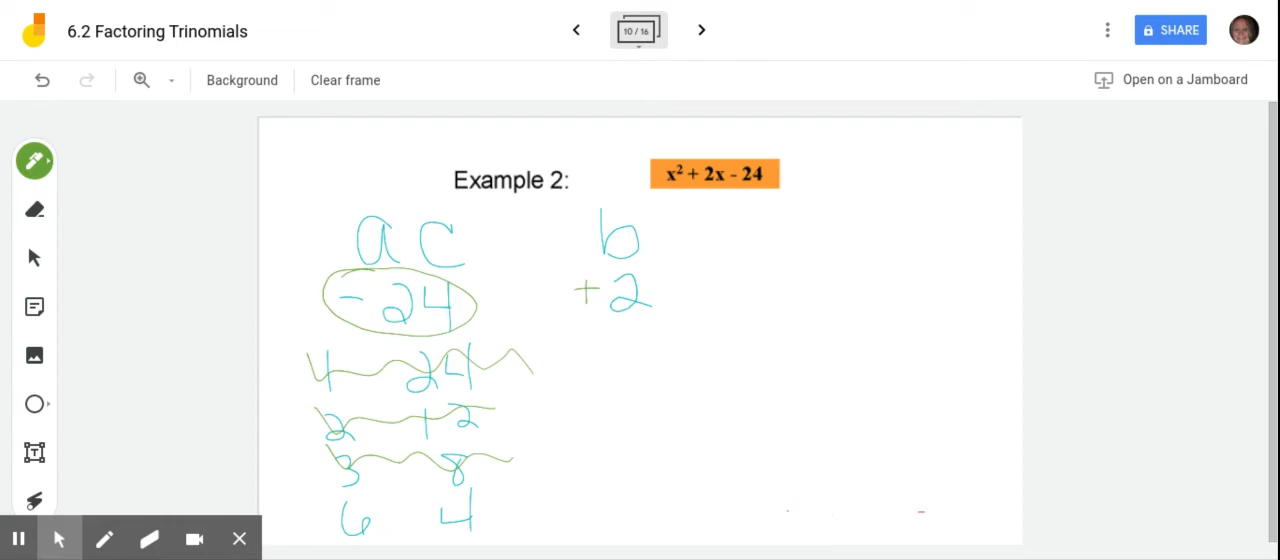 6.2 Factoring Trinomials
10 / 16
SHARE
Background
Clear frame
Open on a Jamboard
Example 2:
x² + 2x - 24
a c
b
- 24
+ 2
1 24
2 12
3 8
6 4